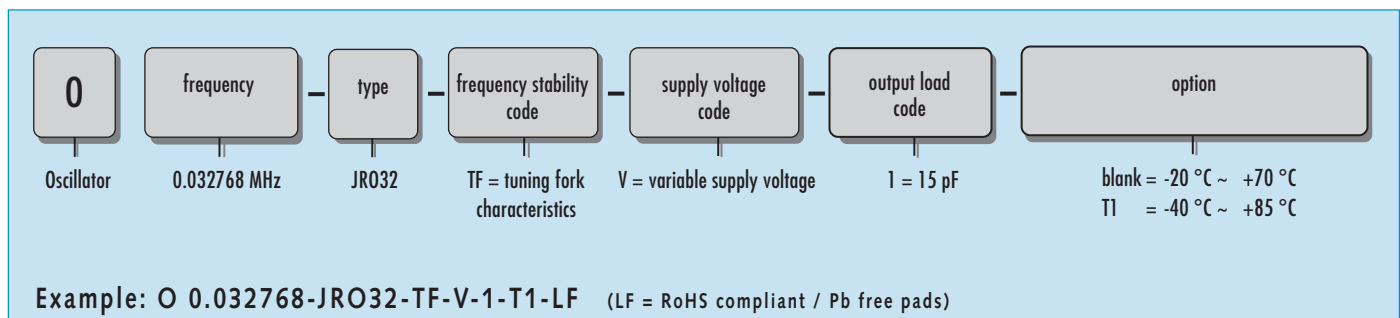 O
frequency
type
frequency stability
code
supply voltage
code
output load
code
option
Oscillator
0.032768 MHz
JRO32
TF = tuning fork
characteristics
V = variable supply voltage
1 = 15 pF
blank = -20 °C ~ +70 °C
T1 = -40 °C ~ +85 °C
Example: O 0.032768-JRO32-TF-V-1-T1-LF (LF = RoHS compliant / Pb free pads)